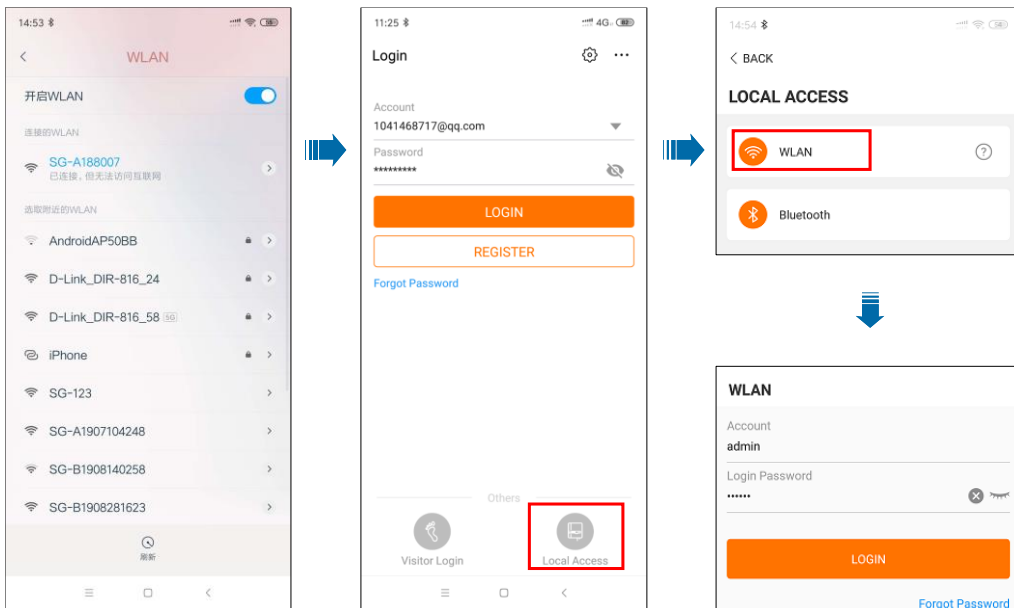 14:53
58
WLAN
开启WLAN
连接的WLAN
SG-A188007
已连接，但无法访问互联网
选取附近的WLAN
AndroidAP50BB
D-Link_DIR-816_24
D-Link_DIR-816_58 5G
iPhone
SG-123
SG-A1907104248
SG-B1908140258
SG-B1908281623
刷新
11:25
4G
Login
Account
1041468717@qq.com
Password
*********
LOGIN
REGISTER
Forgot Password
Others
Visitor Login
Local Access
14:54
58
BACK
LOCAL ACCESS
WLAN
?
Bluetooth
WLAN
Account
admin
Login Password
••••••
LOGIN
Forgot Password